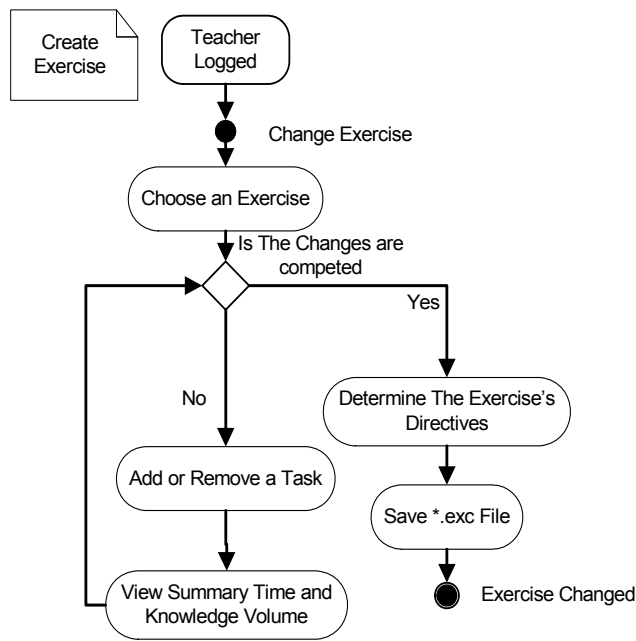 Create
Exercise
Teacher
Logged
Change Exercise
Choose an Exercise
Is The Changes are
competed
Yes
No
Determine The Exercise's
Directives
Add or Remove a Task
Save *.exc File
View Summary Time and
Knowledge Volume
Exercise Changed